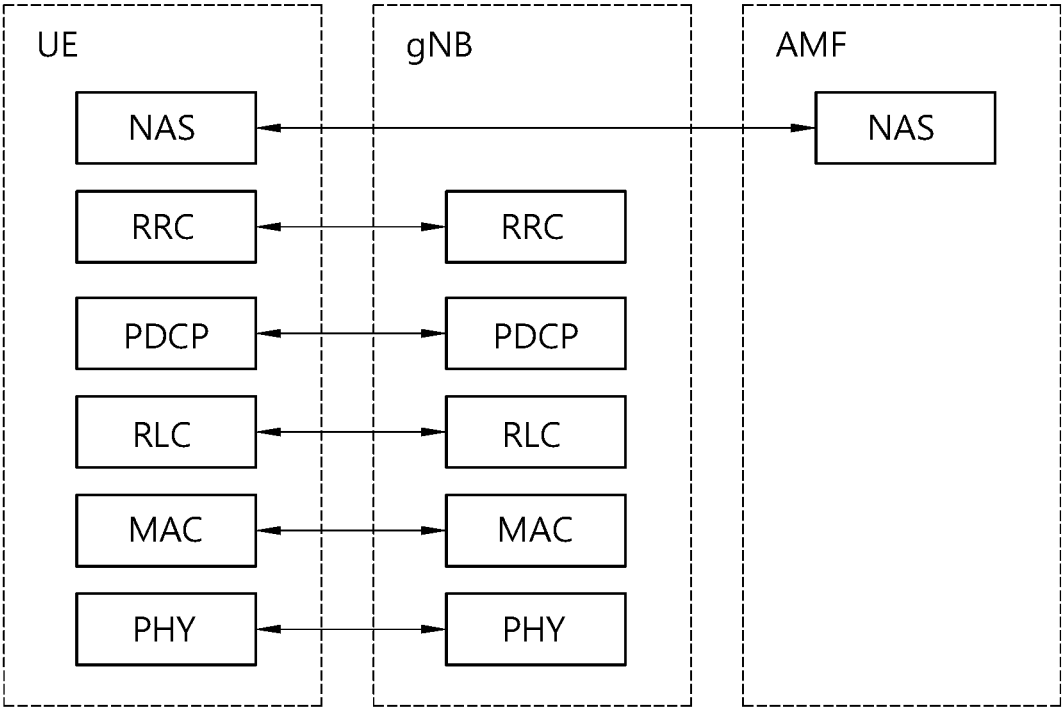 UE gNB AMF
NAS NAS
RRC RRC
PDCP PDCP
RLC RLC
MAC MAC
PHY PHY